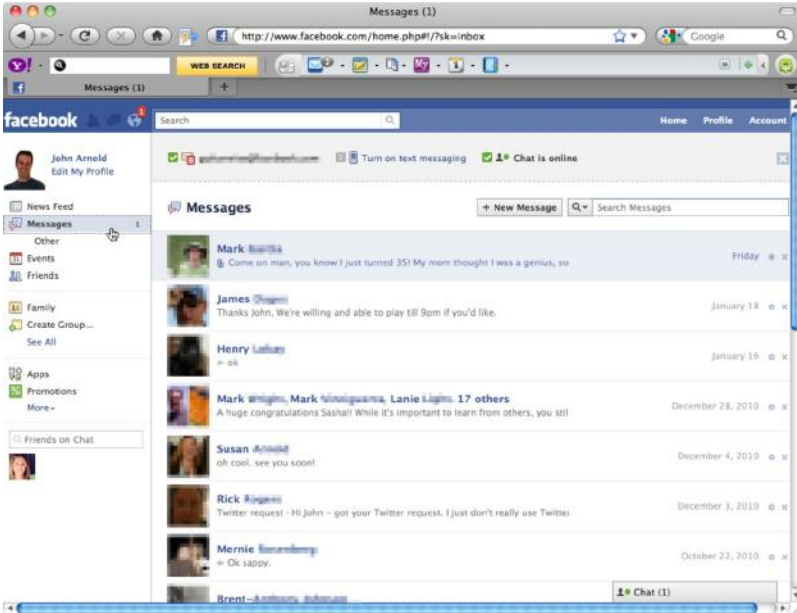 Messages (1)
http://www.facebook.com/home.php#!/?sk=inbox
Google
Y!
WEB SEARCH
Messages (1)
facebook
1
Search
Home Profile Account
John Arnold
Edit My Profile
Turn on text messaging
Chat is online
News Feed
Messages 1
Other
Events
Friends
Family
Create Group...
See All
Apps
Promotions
More
Friends on Chat
Messages
+ New Message
Search Messages
Mark
Friday
Come on man, you know I just turned 35! My mom thought I was a genius, so
James
January 18
Thanks John, We're willing and able to play till 9pm if you'd like.
Henry
January 16
ok
Mark , Mark , Lanie , 17 others
December 28, 2010
A huge congratulations Sasha!! While it's important to learn from others, you stil
Susan
December 4, 2010
oh cool. see you soon!
Rick
December 3, 2010
Twitter request - Hi John – got your Twitter request. I just don't really use Twitter
Mernie
October 22, 2010
Ok sappy.
Brent-
Chat (1)